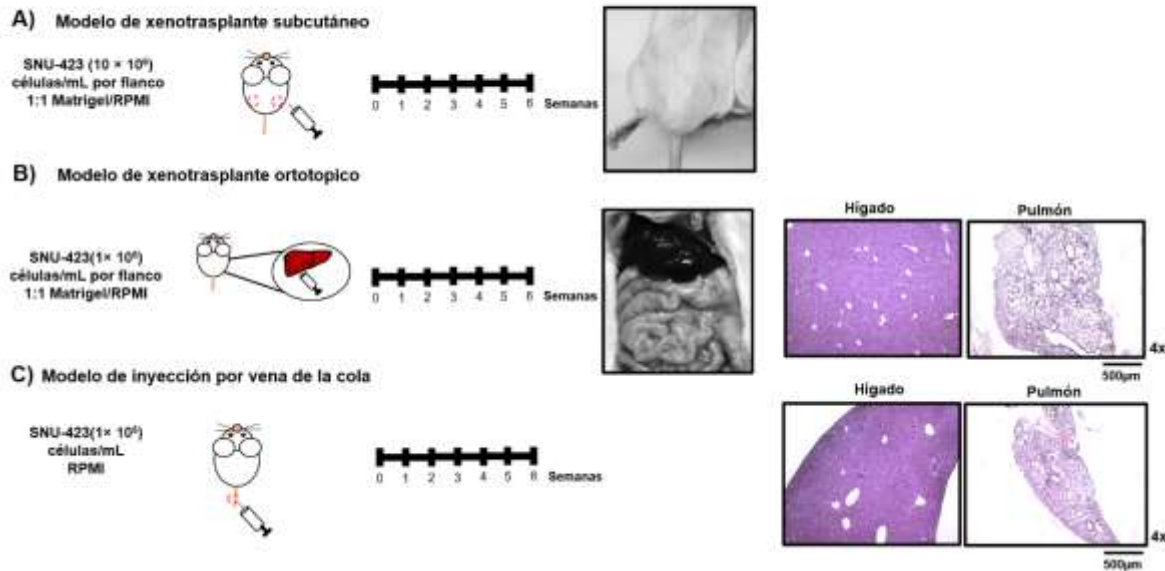 A) Modelo de xenotrasplante subcutáneo
SNU-423 (10 × 10⁶)
células/mL por flanco
1:1 Matrigel/RPMI
0 1 2 3 4 5 6 Semanas
B) Modelo de xenotrasplante ortotopico
SNU-423(1× 10⁶)
células/mL por flanco
1:1 Matrigel/RPMI
0 1 2 3 4 5 6 Semanas
Hígado Pulmón
4x
500µm
C) Modelo de inyección por vena de la cola
SNU-423(1× 10⁶)
células/mL
RPMI
0 1 2 3 4 5 8 Semanas
Hígado Pulmón
4x
500µm